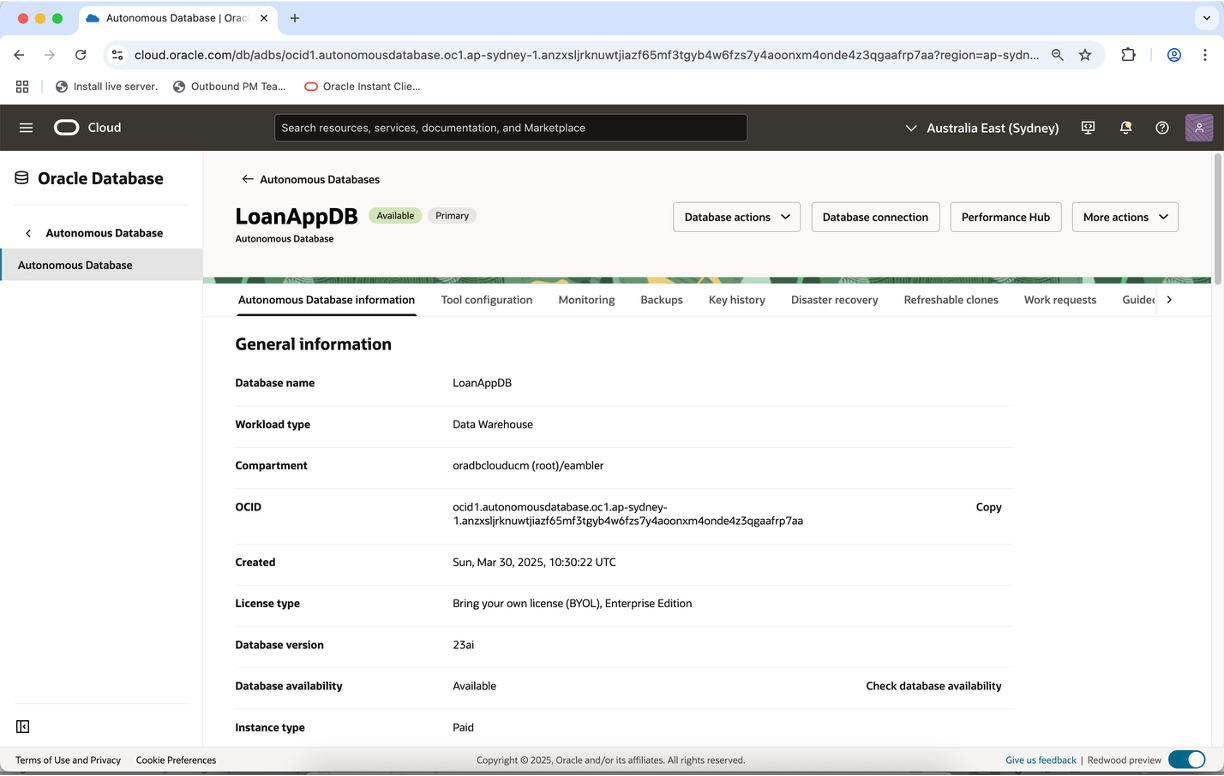 Autonomous Database | Orac
cloud.oracle.com/db/adbs/ocid1.autonomousdatabase.oc1.ap-sydney-1.anzxsljrknuwtjiazf65mf3tgyb4w6fzs7y4aoonxm4onde4z3qgaafrp7aa?region=ap-sydn...
Install live server.
Outbound PM Tea...
Oracle Instant Clie...
Cloud
Search resources, services, documentation, and Marketplace
Australia East (Sydney)
Oracle Database
Autonomous Database
Autonomous Database
Autonomous Databases
LoanAppDB Available Primary
Autonomous Database
Database actions
Database connection
Performance Hub
More actions
Autonomous Database information
Tool configuration
Monitoring
Backups
Key history
Disaster recovery
Refreshable clones
Work requests
Guided
General information
Database name LoanAppDB
Workload type Data Warehouse
Compartment oradbclouducm (root)/eambler
OCID ocid1.autonomousdatabase.oc1.ap-sydney- Copy
1.anzxsljrknuwtjiazf65mf3tgyb4w6fzs7y4aoonxm4onde4z3qgaafrp7aa
Created Sun, Mar 30, 2025, 10:30:22 UTC
License type Bring your own license (BYOL), Enterprise Edition
Database version 23ai
Database availability Available Check database availability
Instance type Paid
Terms of Use and Privacy Cookie Preferences Copyright © 2025, Oracle and/or its affiliates. All rights reserved. Give us feedback | Redwood preview